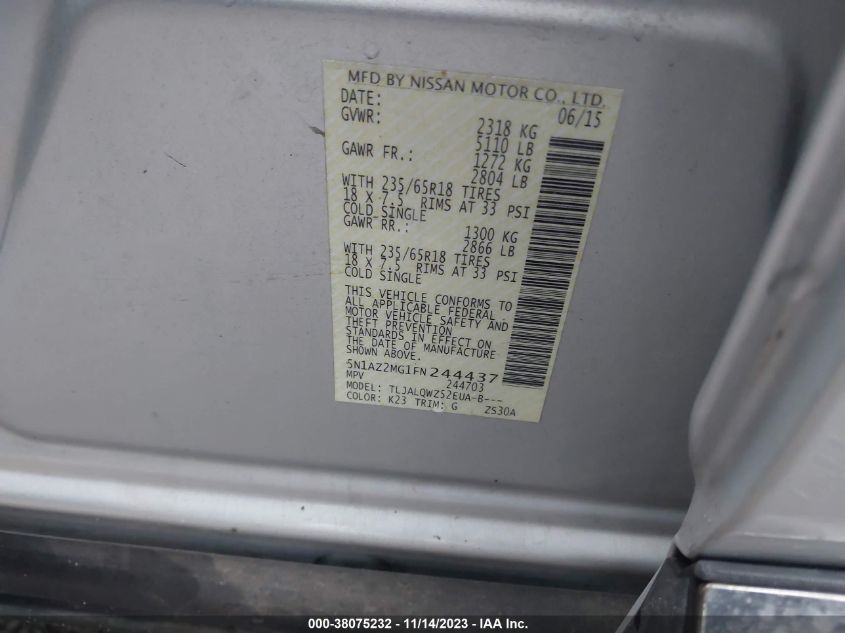 MFD BY NISSAN MOTOR CO., LTD.
DATE: 06/15
GVWR: 2318 KG
5110 LB
GAWR FR.: 1272 KG
2804 LB
WITH 235/65R18 TIRES
18 X 7.5 RIMS AT 33 PSI
COLD SINGLE
GAWR RR.: 1300 KG
2866 LB
WITH 235/65R18 TIRES
18 X 7.5 RIMS AT 33 PSI
COLD SINGLE
THIS VEHICLE CONFORMS TO
ALL APPLICABLE FEDERAL
MOTOR VEHICLE SAFETY AND
THEFT PREVENTION
STANDARDS IN EFFECT ON
THE DATE OF MANUFACTURE
SHOWN ABOVE.
5N1AZ2MG1FN244437
MPV 244703
MODEL: TLJALQWZ52EUA-B---
COLOR: K23 TRIM: G ZS30A
000-38075232 - 11/14/2023 - IAA Inc.